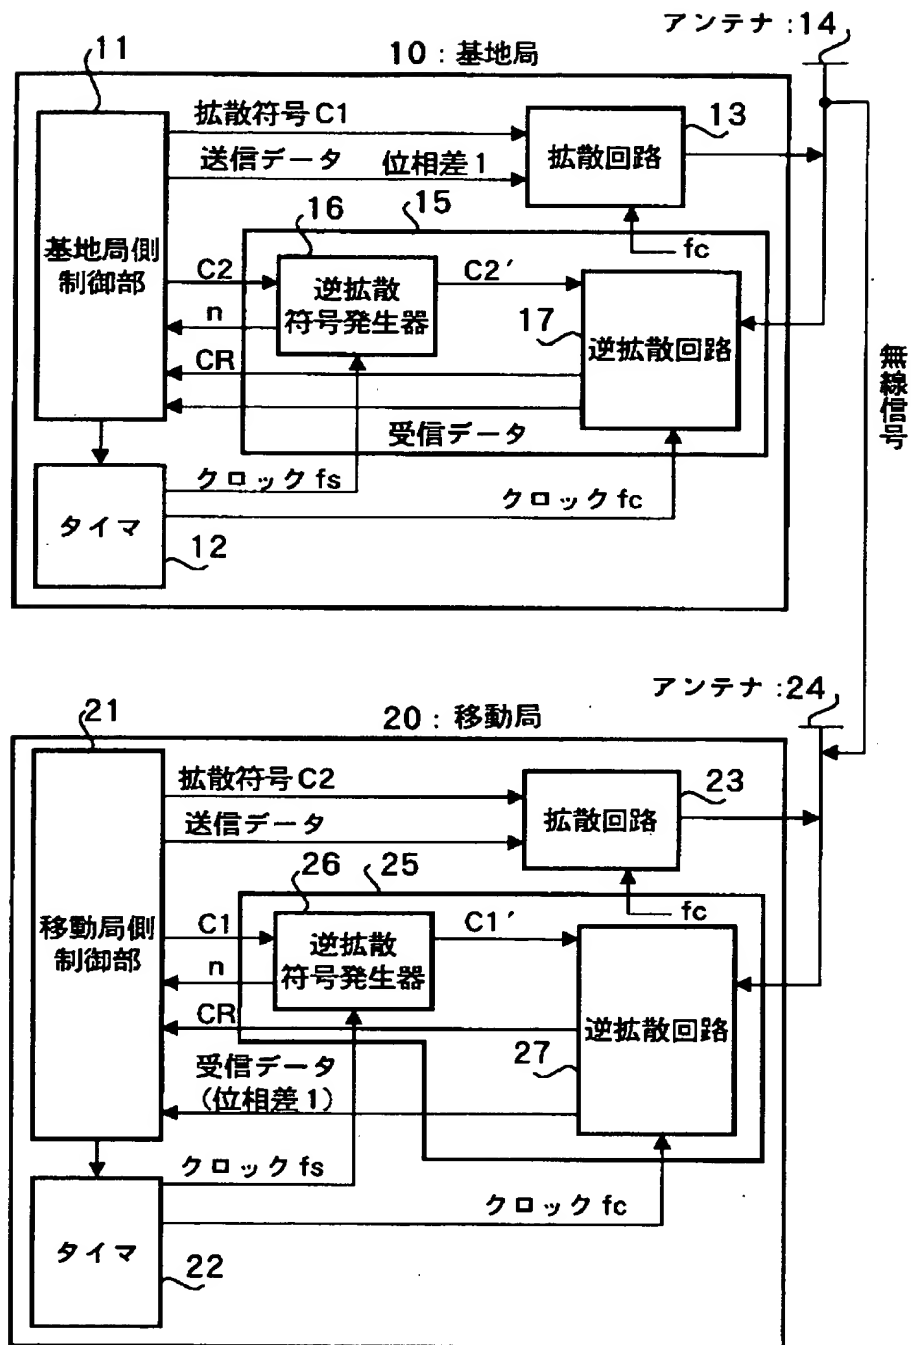 アンテナ:14
11
10:基地局
拡散符号C1
13
送信データ 位相差1
拡散回路
16
15
fc
基地局側
制御部
C2
逆拡散
符号発生器
C2′
n
17
逆拡散回路
CR
無線信号
受信データ
クロックfs
クロックfc
タイマ
12
アンテナ:24
21
20:移動局
拡散符号C2
23
送信データ
拡散回路
26
25
fc
移動局側
制御部
C1
逆拡散
符号発生器
C1′
n
CR
逆拡散回路
27
受信データ
(位相差1)
クロックfs
クロックfc
タイマ
22